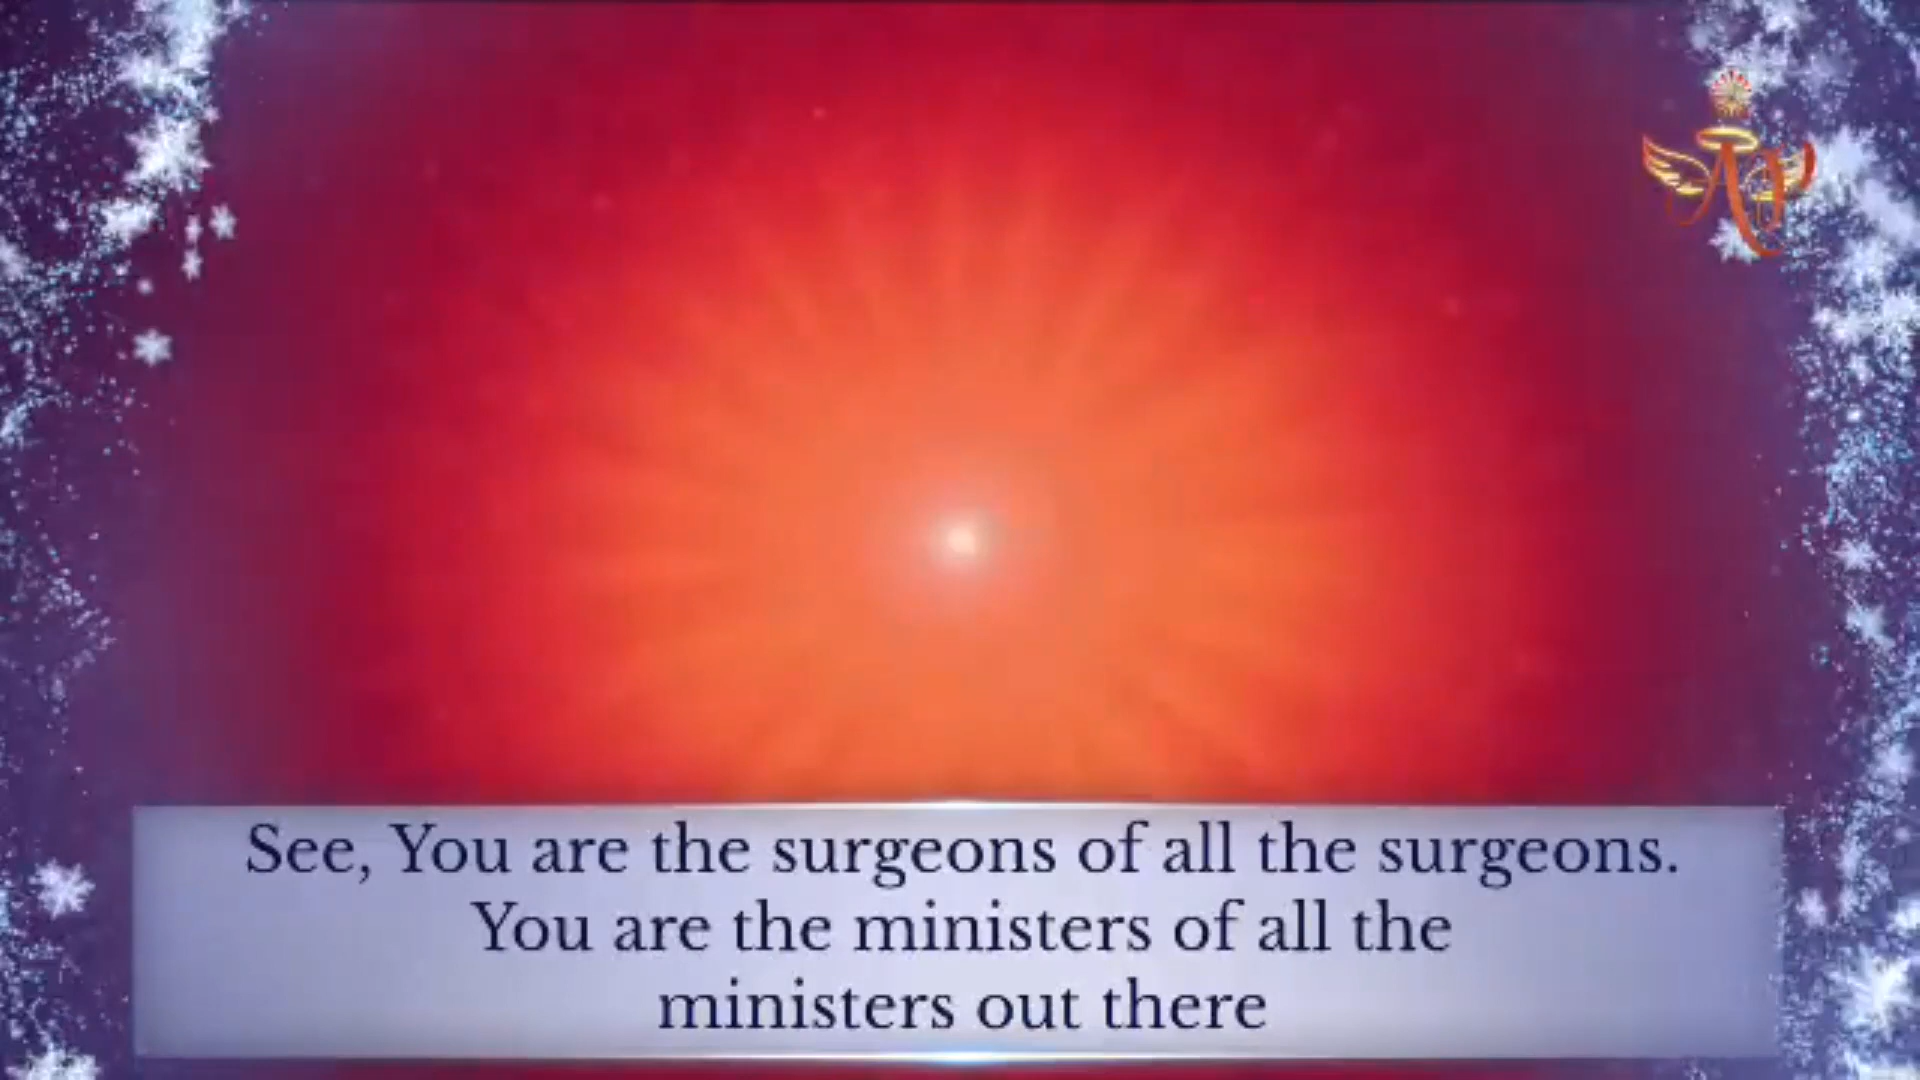 See, You are the surgeons of all the surgeons.
You are the ministers of all the
ministers out there